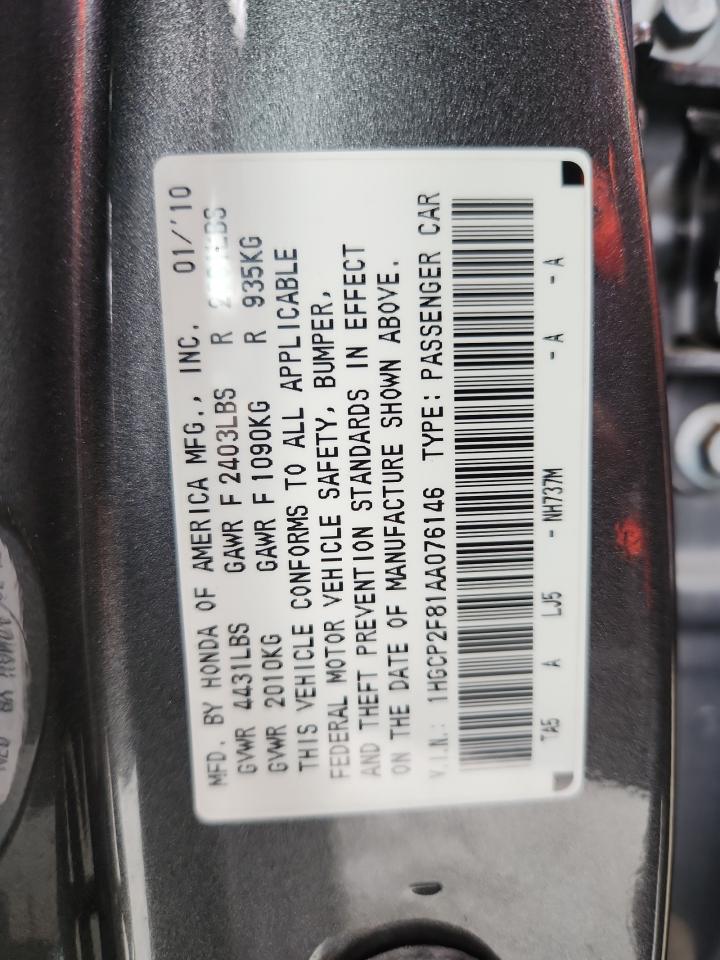 MFD. BY HONDA OF AMERICA MFG., INC. 01/'10
GVWR 4431LBS GAWR F 2403LBS R
GVWR 2010KG GAWR F 1090KG R 935KG
THIS VEHICLE CONFORMS TO ALL APPLICABLE
FEDERAL MOTOR VEHICLE SAFETY, BUMPER,
AND THEFT PREVENTION STANDARDS IN EFFECT
ON THE DATE OF MANUFACTURE SHOWN ABOVE.
V.I.N.: 1HGCP2F81AA076146 TYPE: PASSENGER CAR
TA5 A LJ5 - NH737M - A - A